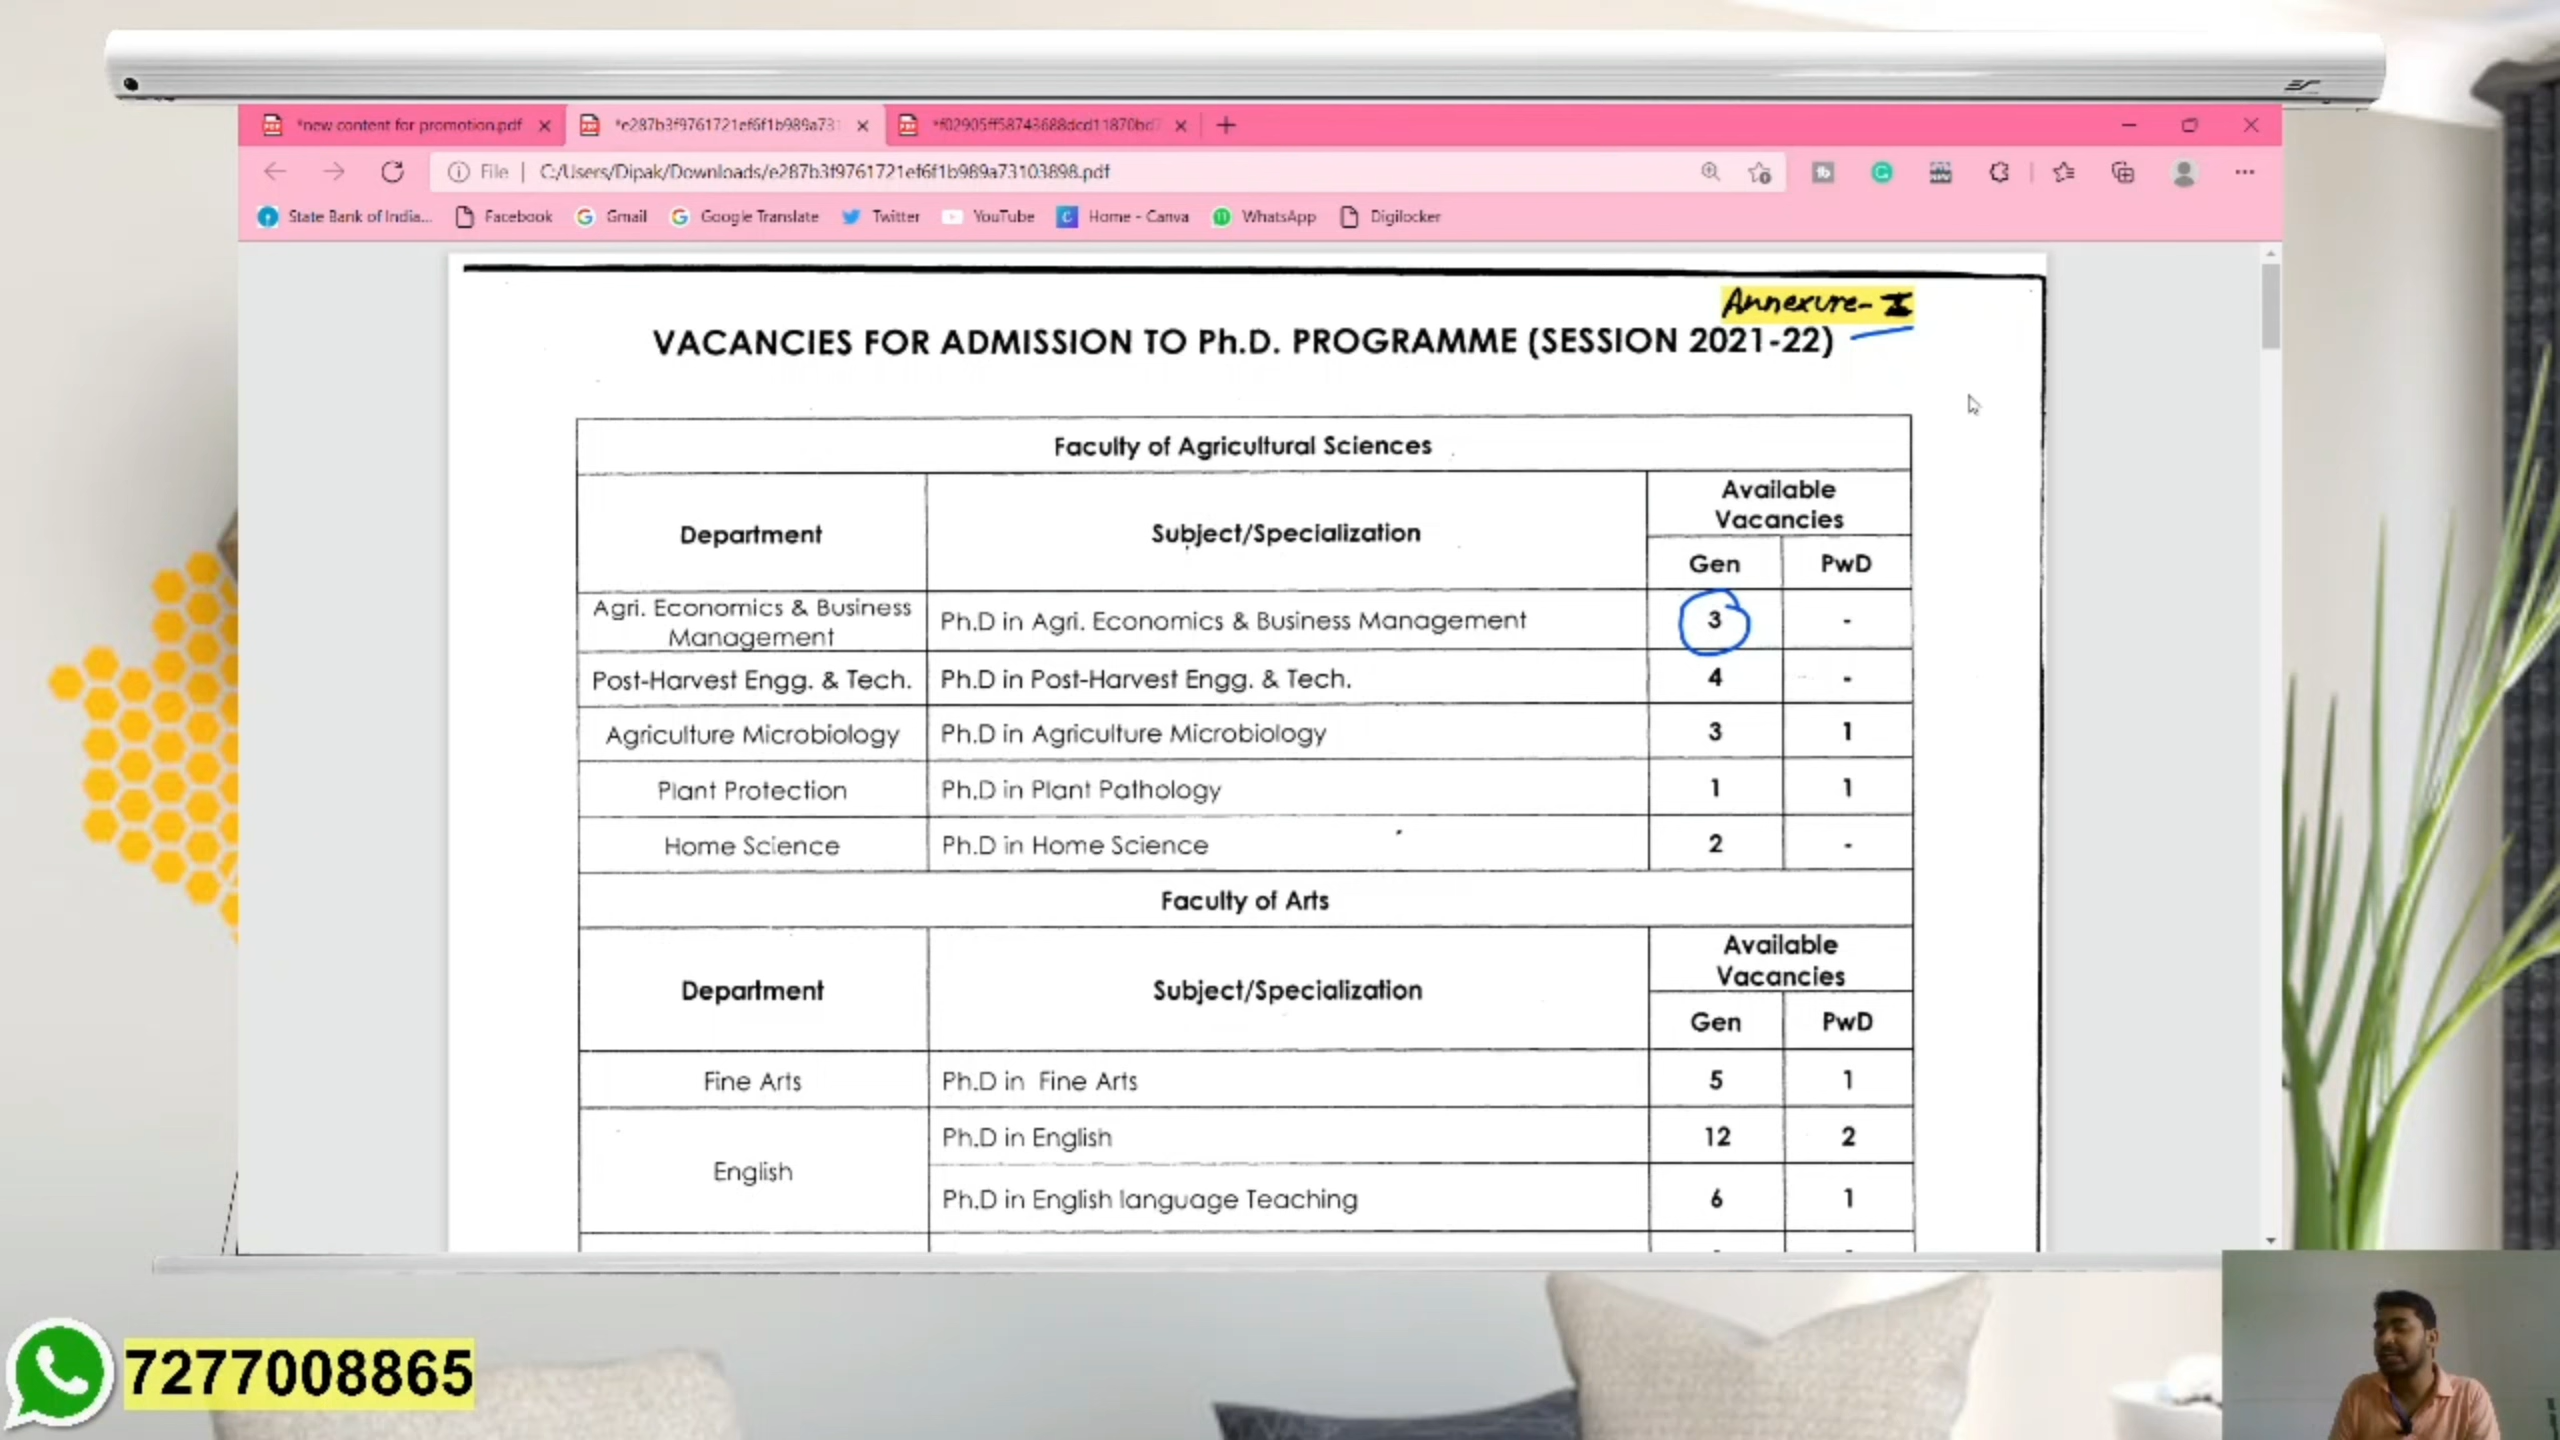 *new content for promotion.pdf
*e287b3f9761721ef6f1b989a731
*f02905ff58743688dcd11870bd7
File | C:/Users/Dipak/Downloads/e287b3f9761721ef6f1b989a73103898.pdf
State Bank of India...
Facebook
Gmail
Google Translate
Twitter
YouTube
Home - Canva
WhatsApp
Digilocker
Annexure-I
VACANCIES FOR ADMISSION TO Ph.D. PROGRAMME (SESSION 2021-22)
Faculty of Agricultural Sciences
Department
Subject/Specialization
Available
Vacancies
Gen
PwD
Agri. Economics & Business
Management
Ph.D in Agri. Economics & Business Management
3
-
Post-Harvest Engg. & Tech.
Ph.D in Post-Harvest Engg. & Tech.
4
-
Agriculture Microbiology
Ph.D in Agriculture Microbiology
3
1
Plant Protection
Ph.D in Plant Pathology
1
1
Home Science
Ph.D in Home Science
2
-
Faculty of Arts
Department
Subject/Specialization
Available
Vacancies
Gen
PwD
Fine Arts
Ph.D in Fine Arts
5
1
English
Ph.D in English
12
2
Ph.D in English language Teaching
6
1
7277008865